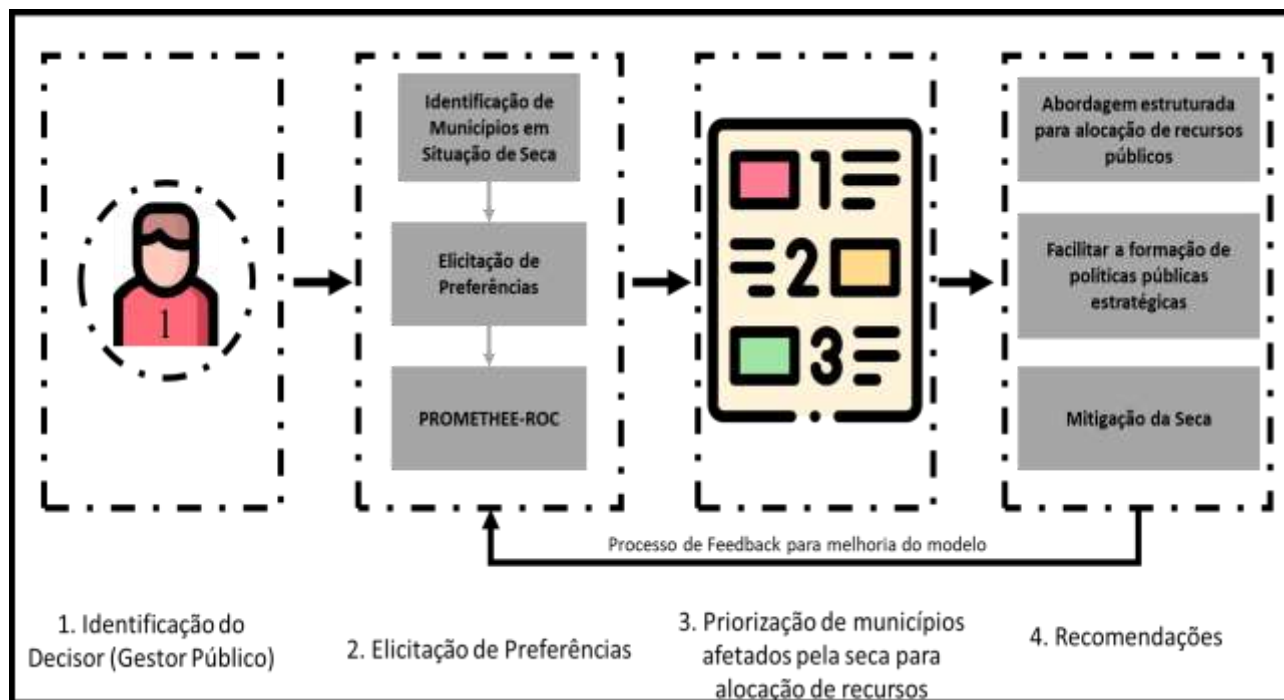 1
Identificação de
Municípios em
Situação de Seca
Elicitação de
Preferências
PROMETHEE-ROC
1
2
3
Abordagem estruturada
para alocação de recursos
públicos
Facilitar a formação de
políticas públicas
estratégicas
Mitigação da Seca
Processo de Feedback para melhoria do modelo
1. Identificação do
Decisor (Gestor Público)
2. Elicitação de Preferências
3. Priorização de municípios
afetados pela seca para
alocação de recursos
4. Recomendações